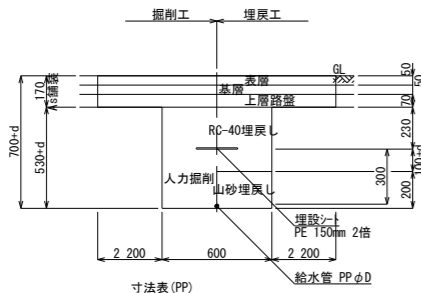 掘削工 埋戻工
GL
表層
基層
上層路盤
50
50
70
170
As舗装
RC-40埋戻し
230
700+d
530+d
100+d
300
人力掘削
山砂埋戻し
200
埋設シート
PE 150mm 2倍
2 200
600
2 200
給水管 PPφD
寸法表(PP)